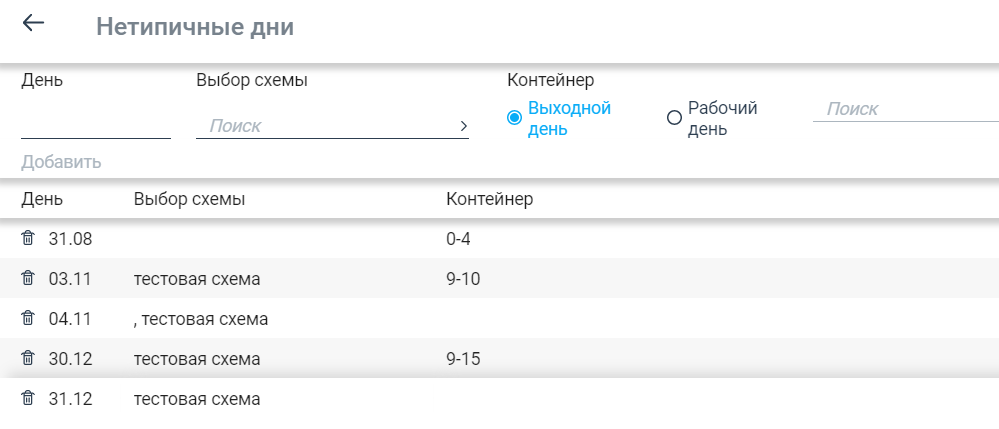 Нетипичные дни
День Выбор схемы Контейнер
Выходной день Рабочий день Поиск
Поиск
Добавить
День Выбор схемы Контейнер
31.08 0-4
03.11 тестовая схема 9-10
04.11 , тестовая схема
30.12 тестовая схема 9-15
31.12 тестовая схема